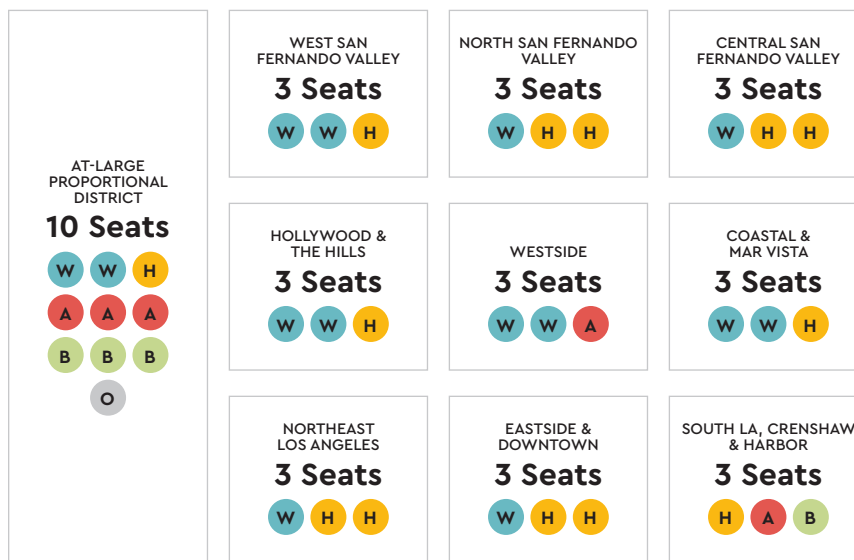 AT-LARGE
PROPORTIONAL
DISTRICT
10 Seats
W W H
A A A
B B B
O
WEST SAN
FERNANDO VALLEY
3 Seats
W W H
NORTH SAN FERNANDO
VALLEY
3 Seats
W H H
CENTRAL SAN
FERNANDO VALLEY
3 Seats
W H H
HOLLYWOOD &
THE HILLS
3 Seats
W W H
WESTSIDE
3 Seats
W W A
COASTAL &
MAR VISTA
3 Seats
W W H
NORTHEAST
LOS ANGELES
3 Seats
W H H
EASTSIDE &
DOWNTOWN
3 Seats
W H H
SOUTH LA, CRENSHAW
& HARBOR
3 Seats
H A B